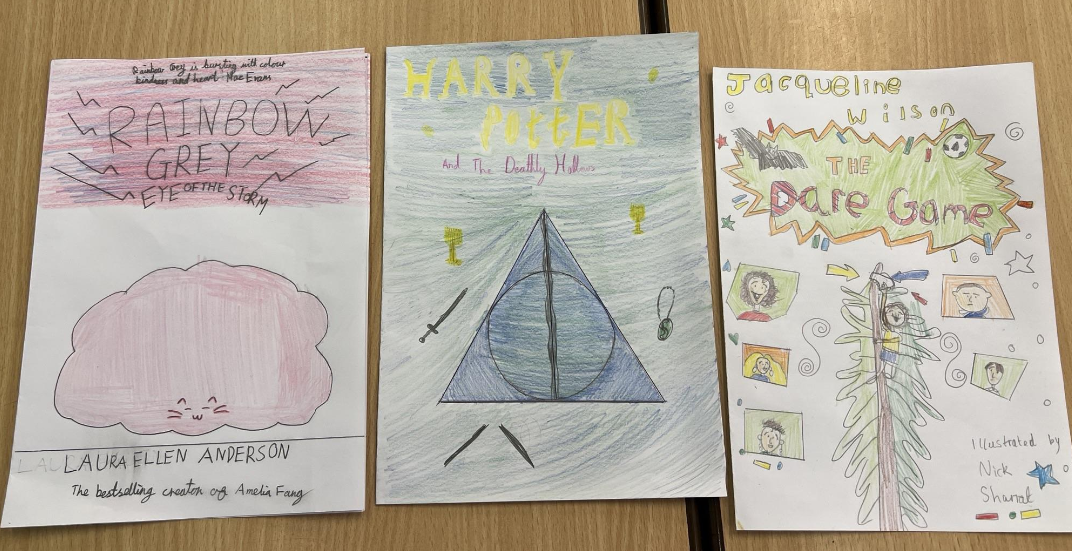 Rainbow Grey is bursting with colour
kindness and heart - Mae Evans
RAINBOW
GREY
EYE OF THE STORM
LAURA ELLEN ANDERSON
The bestselling creator of Amelia Fang
HARRY
POTTER
And The Deathly Hallows
Jacqueline
Wilson
THE
Dare Game
Illustrated by
Nick
Sharrat